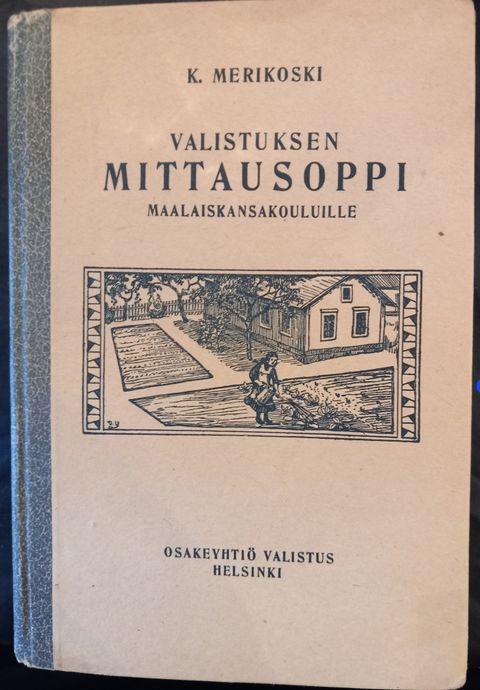 K. MERIKOSKI
VALISTUKSEN
MITTAUSOPPI
MAALAISKANSAKOULUILLE
OSAKEYHTIÖ VALISTUS
HELSINKI